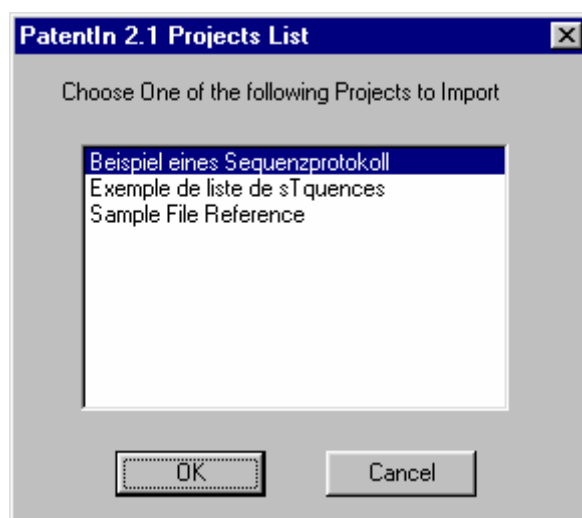 PatentIn 2.1 Projects List
Choose One of the following Projects to Import
Beispiel eines Sequenzprotokoll
Exemple de liste de sTquences
Sample File Reference
OK Cancel